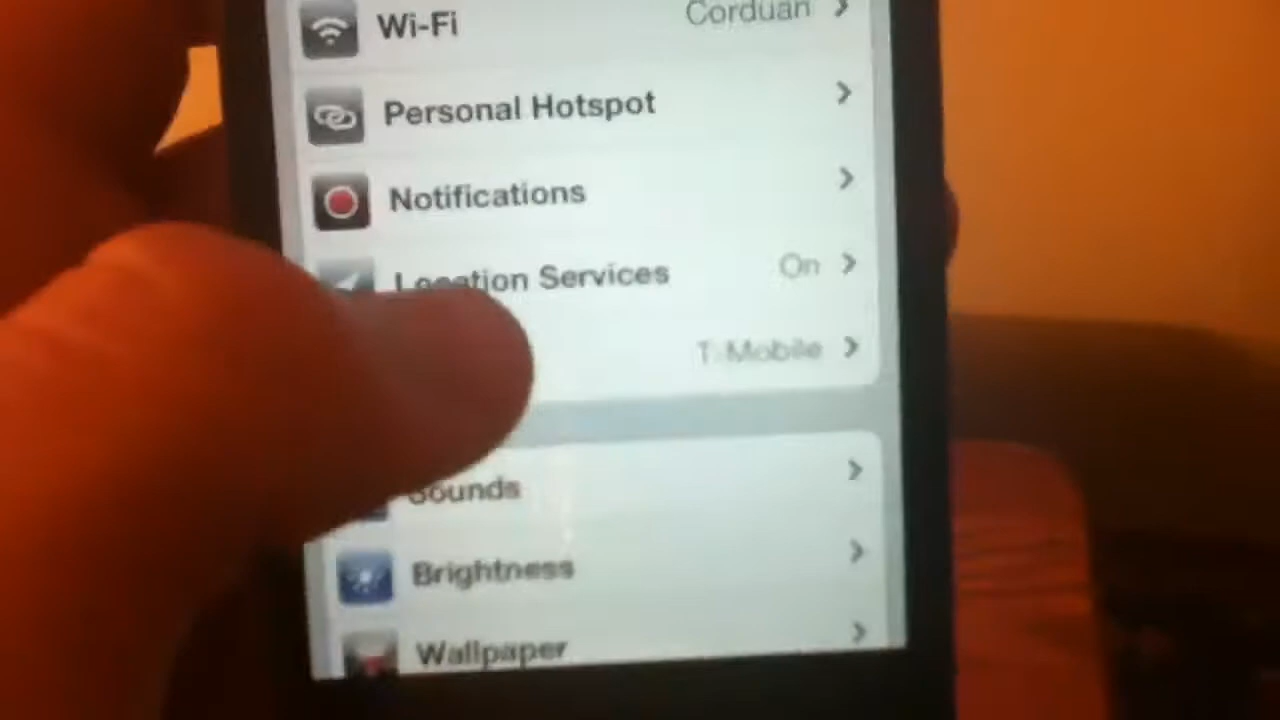 Wi-Fi Corduan
Personal Hotspot
Notifications
Location Services On
T-Mobile
Sounds
Brightness
Wallpaper